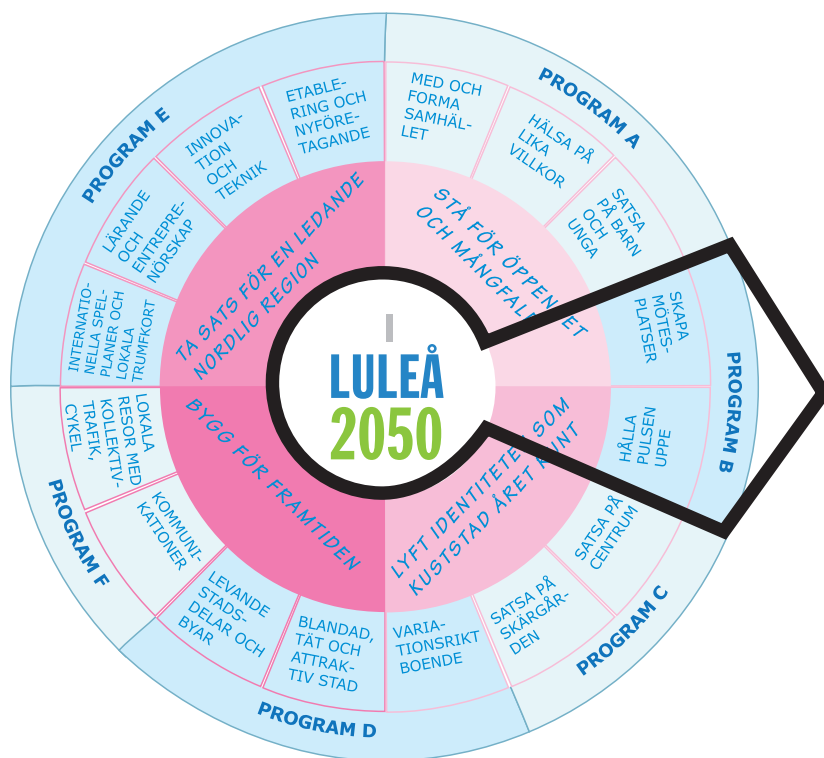 PROGRAM A
MED OCH
FORMA
SAMHÄL-
LET
HÄLSA PÅ
LIKA
VILLKOR
SATSA
PÅ BARN
OCH
UNGA
STÅ FÖR ÖPPENHET
OCH MÅNGFALD
PROGRAM B
SKAPA
MÖTES-
PLATSER
HÅLLA
PULSEN
UPPE
PROGRAM C
SATSA PÅ
CENTRUM
SATSA PÅ
SKÄRGÅR-
DEN
LYFT IDENTITETEN SOM
KUSTSTAD ÅRET RUNT
PROGRAM D
VARIA-
TIONSRIKT
BOENDE
BLANDAD,
TÄT OCH
ATTRAK-
TIV STAD
LEVANDE
STADS-
DELAR OCH
BYAR
BYGG FÖR FRAMTIDEN
PROGRAM F
KOMMUNI-
KATIONER
LOKALA
RESOR MED
KOLLEKTIV-
TRAFIK,
CYKEL
PROGRAM E
INTERNATIO-
NELLA SPEL-
PLANER OCH
LOKALA
TRUMFKORT
LÄRANDE
OCH
ENTREPRE-
NÖRSKAP
INNOVA-
TION
OCH
TEKNIK
ETABLE-
RING OCH
NYFÖRE-
TAGANDE
TA SATS FÖR EN LEDANDE
NORDLIG REGION
LULEÅ
2050